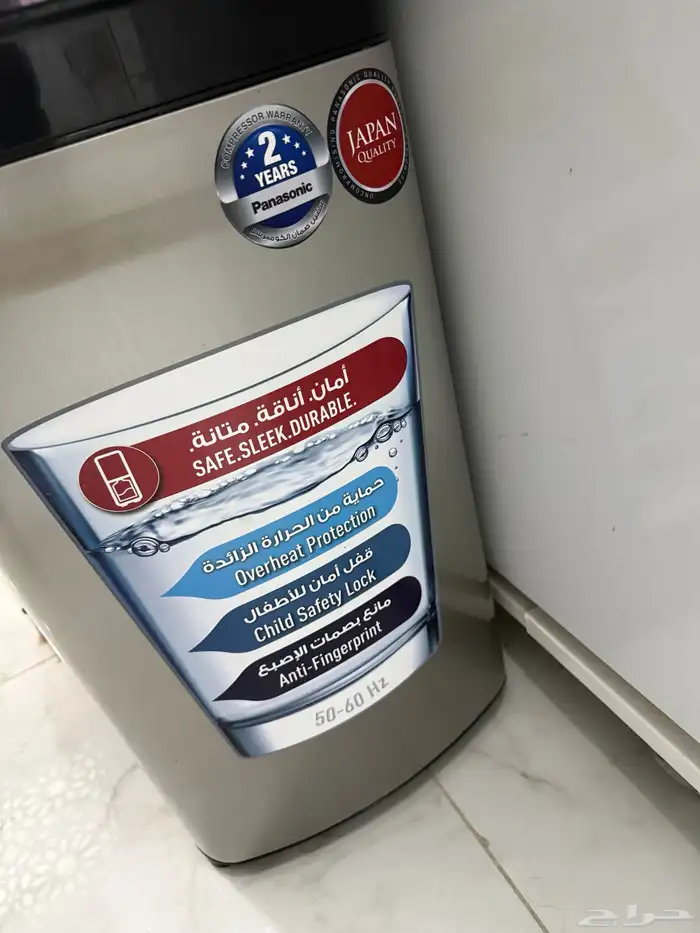 COMPRESSOR WARRANTY
2
YEARS
Panasonic
JAPAN
QUALITY
أمان. أناقة. متانة.
SAFE.SLEEK.DURABLE.
حماية من الحرارة الزائدة
Overheat Protection
قفل أمان للأطفال
Child Safety Lock
مانع بصمات الإصبع
Anti-Fingerprint
50-60 Hz
حراج